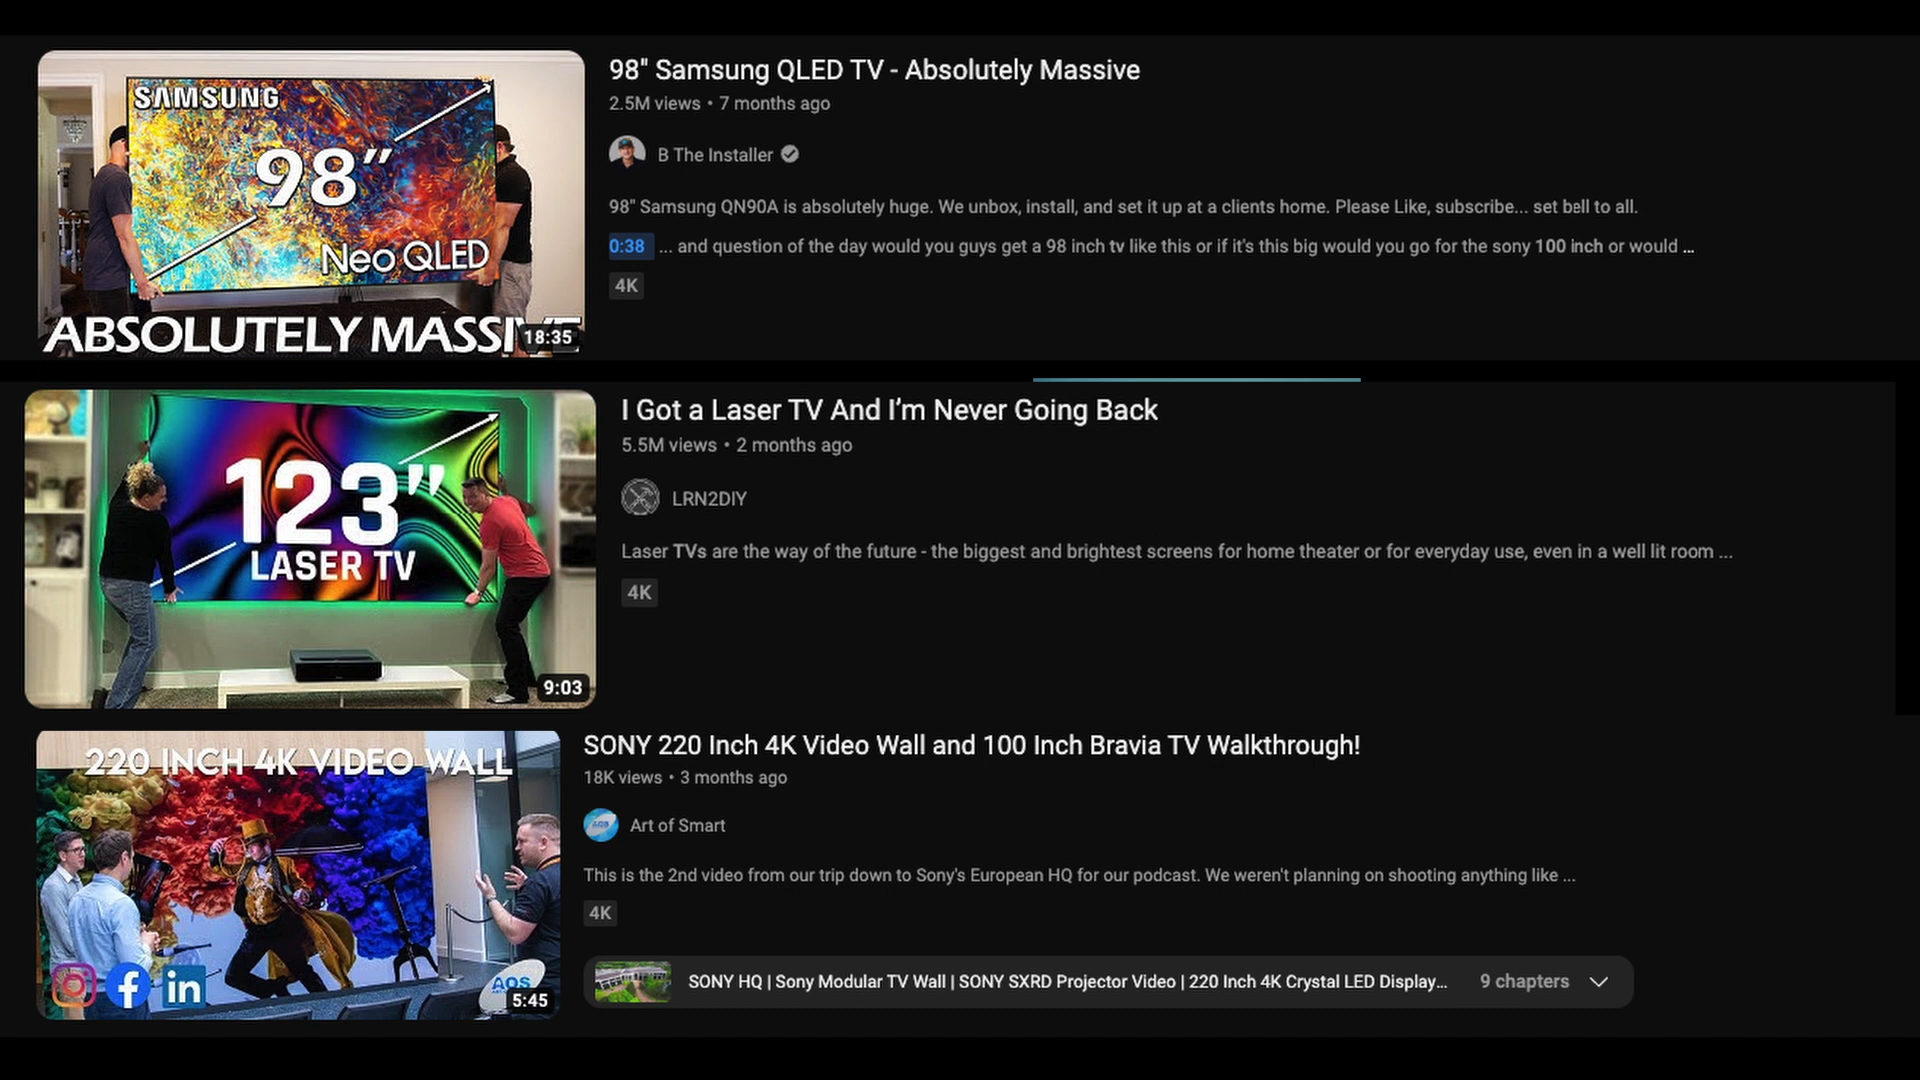 SAMSUNG
98"
Neo QLED
ABSOLUTELY MASSIVE
18:35
98" Samsung QLED TV - Absolutely Massive
2.5M views • 7 months ago
B The Installer
98" Samsung QN90A is absolutely huge. We unbox, install, and set it up at a clients home. Please Like, subscribe... set bell to all.
0:38 ... and question of the day would you guys get a 98 inch tv like this or if it's this big would you go for the sony 100 inch or would ...
4K
123"
LASER TV
9:03
I Got a Laser TV And I’m Never Going Back
5.5M views • 2 months ago
LRN2DIY
Laser TVs are the way of the future - the biggest and brightest screens for home theater or for everyday use, even in a well lit room ...
4K
220 INCH 4K VIDEO WALL
in
AOS
5:45
SONY 220 Inch 4K Video Wall and 100 Inch Bravia TV Walkthrough!
18K views • 3 months ago
AOS
Art of Smart
This is the 2nd video from our trip down to Sony's European HQ for our podcast. We weren't planning on shooting anything like ...
4K
SONY HQ | Sony Modular TV Wall | SONY SXRD Projector Video | 220 Inch 4K Crystal LED Display...
9 chapters